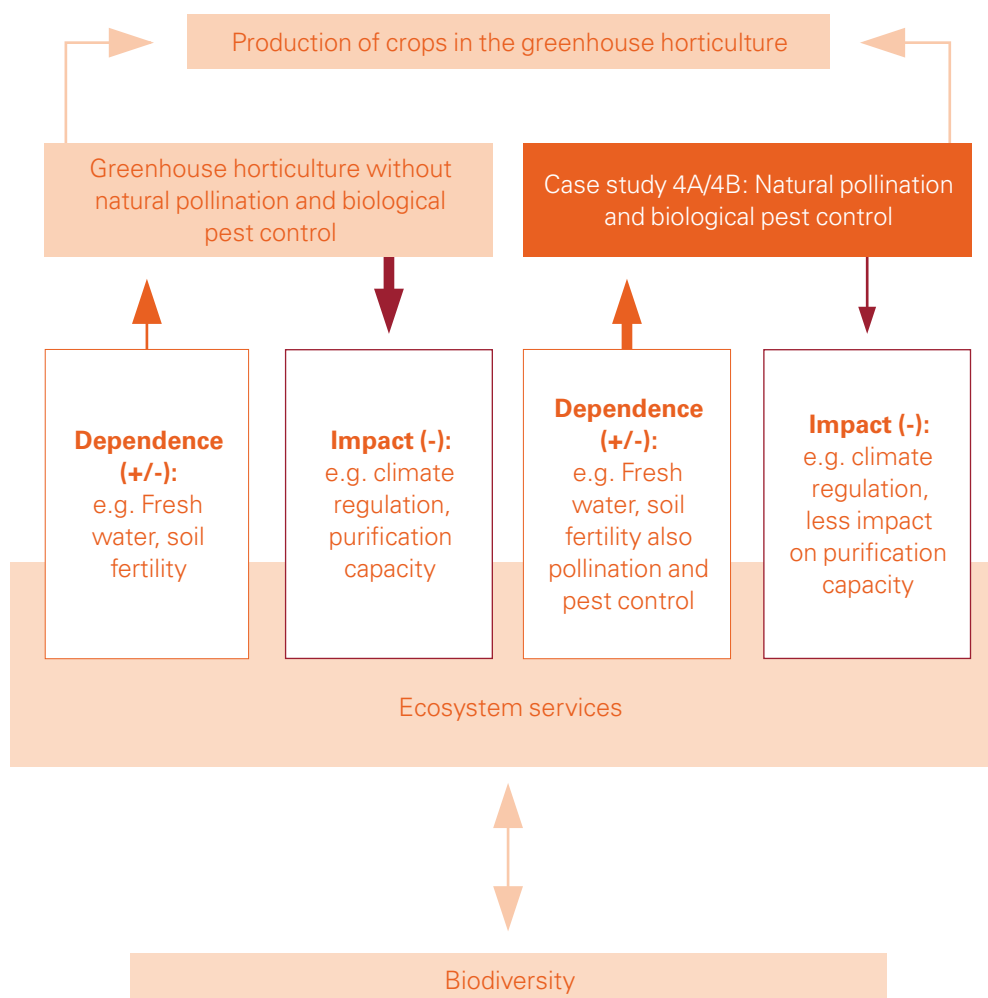 Production of crops in the greenhouse horticulture
Greenhouse horticulture without
natural pollination and biological
pest control
Case study 4A/4B: Natural pollination
and biological pest control
Dependence
(+/-):
e.g. Fresh
water, soil
fertility
Impact (-):
e.g. climate
regulation,
purification
capacity
Dependence
(+/-):
e.g. Fresh
water, soil
fertility also
pollination and
pest control
Impact (-):
e.g. climate
regulation,
less impact
on purification
capacity
Ecosystem services
Biodiversity